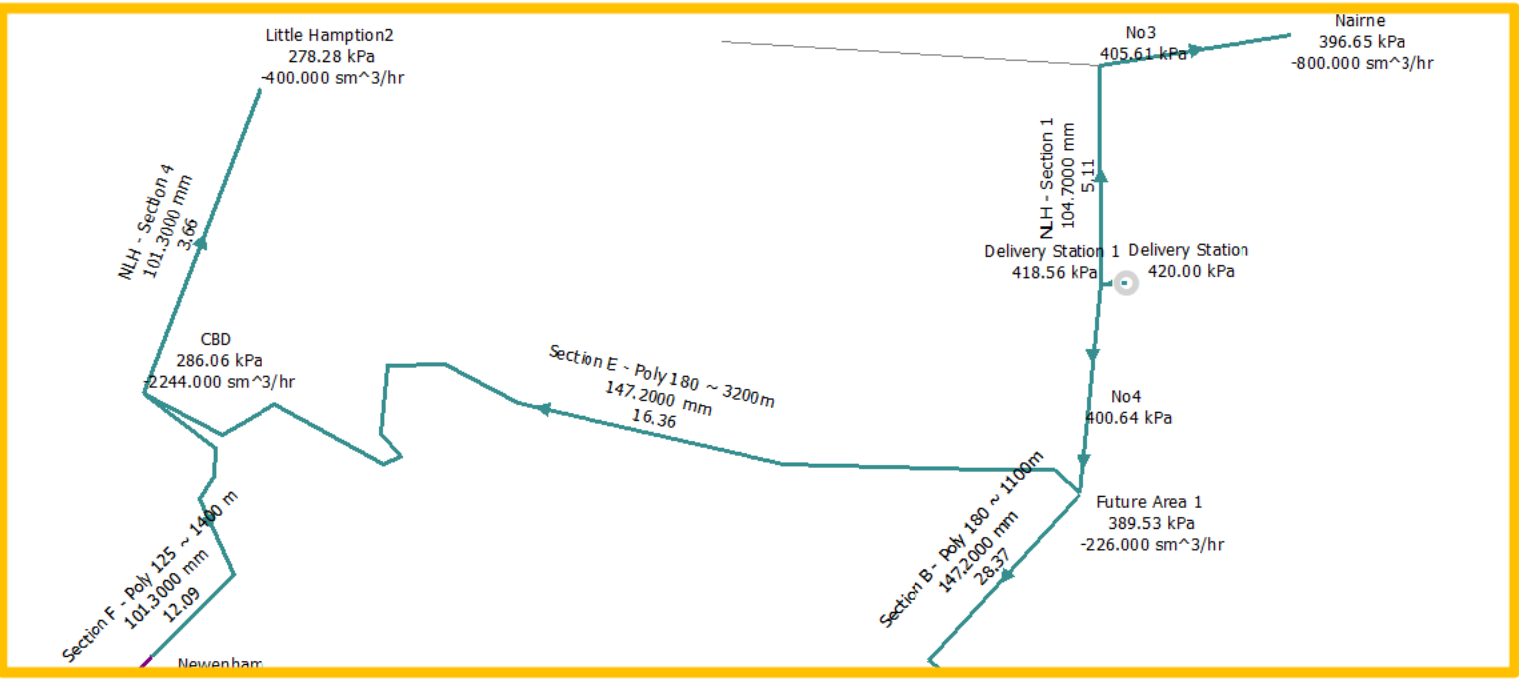 Little Hamption2
278.28 kPa
-400.000 sm^3/hr
No3
405.61 kPa
Nairne
396.65 kPa
-800.000 sm^3/hr
NLH - Section 4
101.3000 mm
3.66
NLH - Section 1
104.7000 mm
5.11
Delivery Station 1
418.56 kPa
Delivery Station
420.00 kPa
CBD
286.06 kPa
-2244.000 sm^3/hr
Section E - Poly 180 ~ 3200m
147.2000 mm
16.36
No4
400.64 kPa
Future Area 1
389.53 kPa
-226.000 sm^3/hr
Section B - Poly 180 ~ 1100m
147.2000 mm
28.37
Section F - Poly 125 ~ 1400 m
101.3000 mm
12.09
Newenham